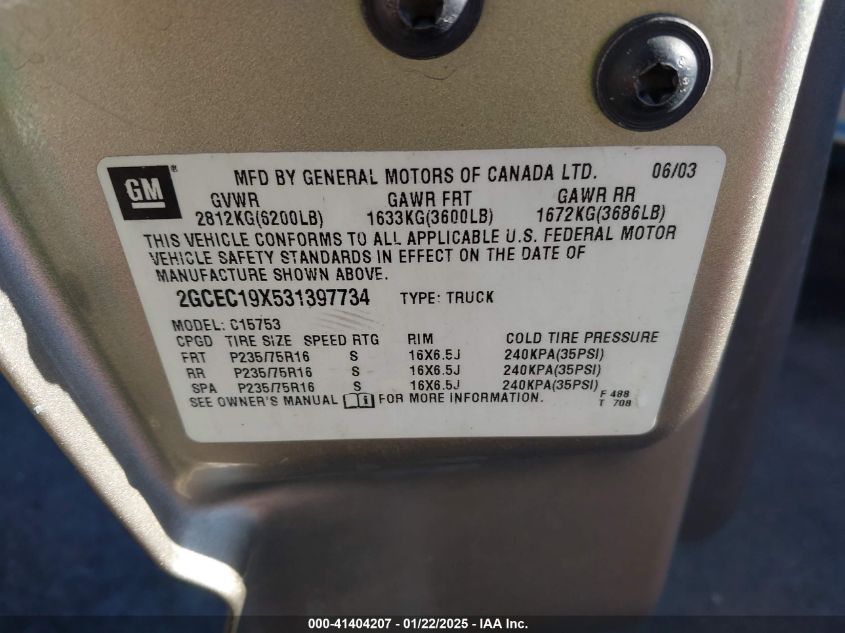 GM MFD BY GENERAL MOTORS OF CANADA LTD. 06/03
GVWR GAWR FRT GAWR RR
2812KG(6200LB) 1633KG(3600LB) 1672KG(3686LB)
THIS VEHICLE CONFORMS TO ALL APPLICABLE U.S. FEDERAL MOTOR
VEHICLE SAFETY STANDARDS IN EFFECT ON THE DATE OF
MANUFACTURE SHOWN ABOVE.
2GCEC19X531397734 TYPE: TRUCK
MODEL: C15753
CPGD TIRE SIZE SPEED RTG RIM COLD TIRE PRESSURE
FRT P235/75R16 S 16X6.5J 240KPA(35PSI)
RR P235/75R16 S 16X6.5J 240KPA(35PSI)
SPA P235/75R16 S 16X6.5J 240KPA(35PSI)
SEE OWNER'S MANUAL FOR MORE INFORMATION. F 488
T 708
000-41404207 - 01/22/2025 - IAA Inc.